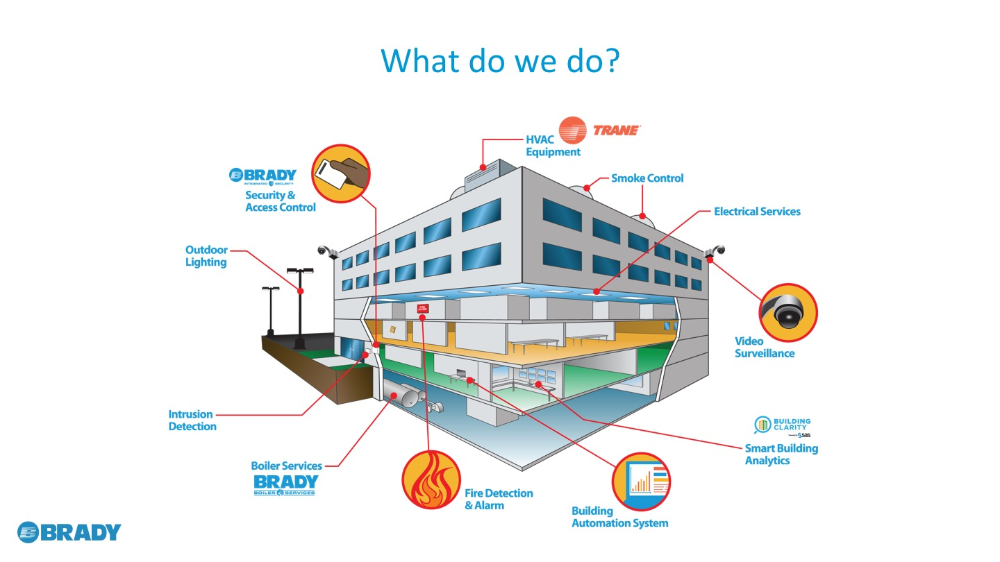 What do we do?
TRANE
HVAC
Equipment
BRADY
INTEGRATED SECURITY
Security &
Access Control
Smoke Control
Electrical Services
Outdoor
Lighting
FIRE
ALARM
Video
Surveillance
Intrusion
Detection
BUILDING
CLARITY
Powered by sas
Smart Building
Analytics
Boiler Services
BRADY
BOILER SERVICES
Fire Detection
& Alarm
Building
Automation System
B BRADY